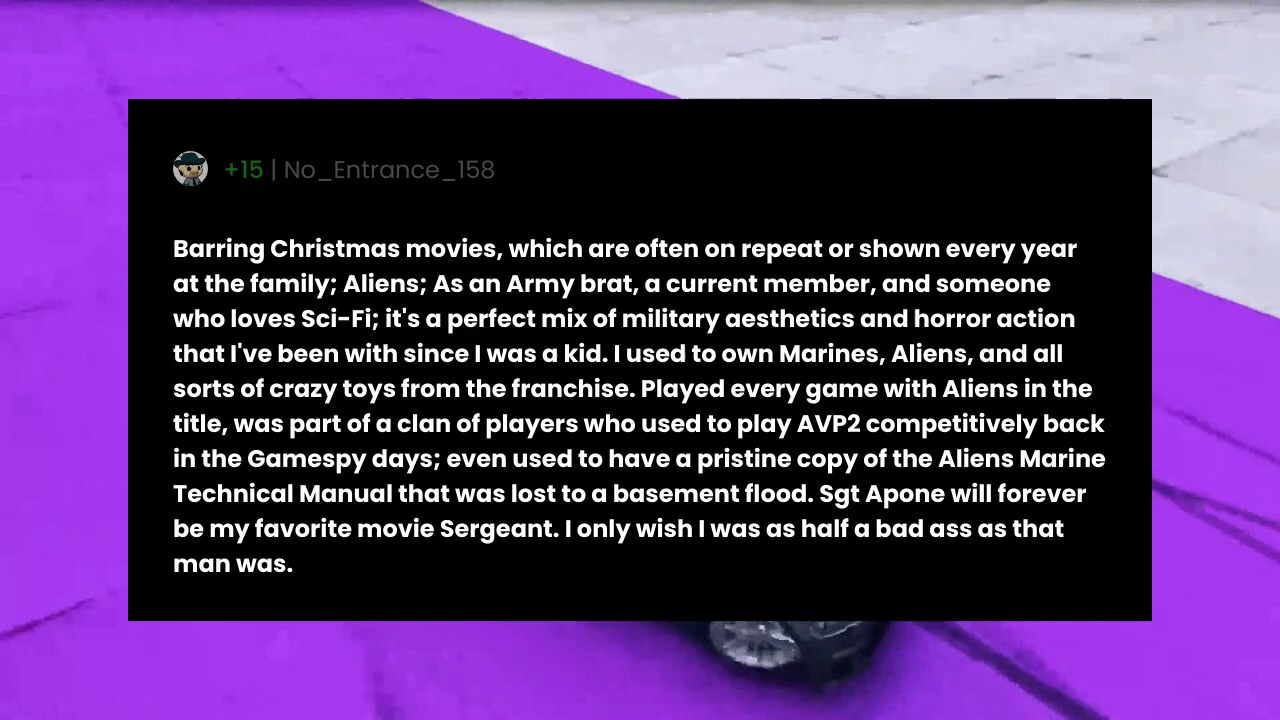 +15 | No_Entrance_158
Barring Christmas movies, which are often on repeat or shown every year
at the family; Aliens; As an Army brat, a current member, and someone
who loves Sci-Fi; it's a perfect mix of military aesthetics and horror action
that I've been with since I was a kid. I used to own Marines, Aliens, and all
sorts of crazy toys from the franchise. Played every game with Aliens in the
title, was part of a clan of players who used to play AVP2 competitively back
in the Gamespy days; even used to have a pristine copy of the Aliens Marine
Technical Manual that was lost to a basement flood. Sgt Apone will forever
be my favorite movie Sergeant. I only wish I was as half a bad ass as that
man was.